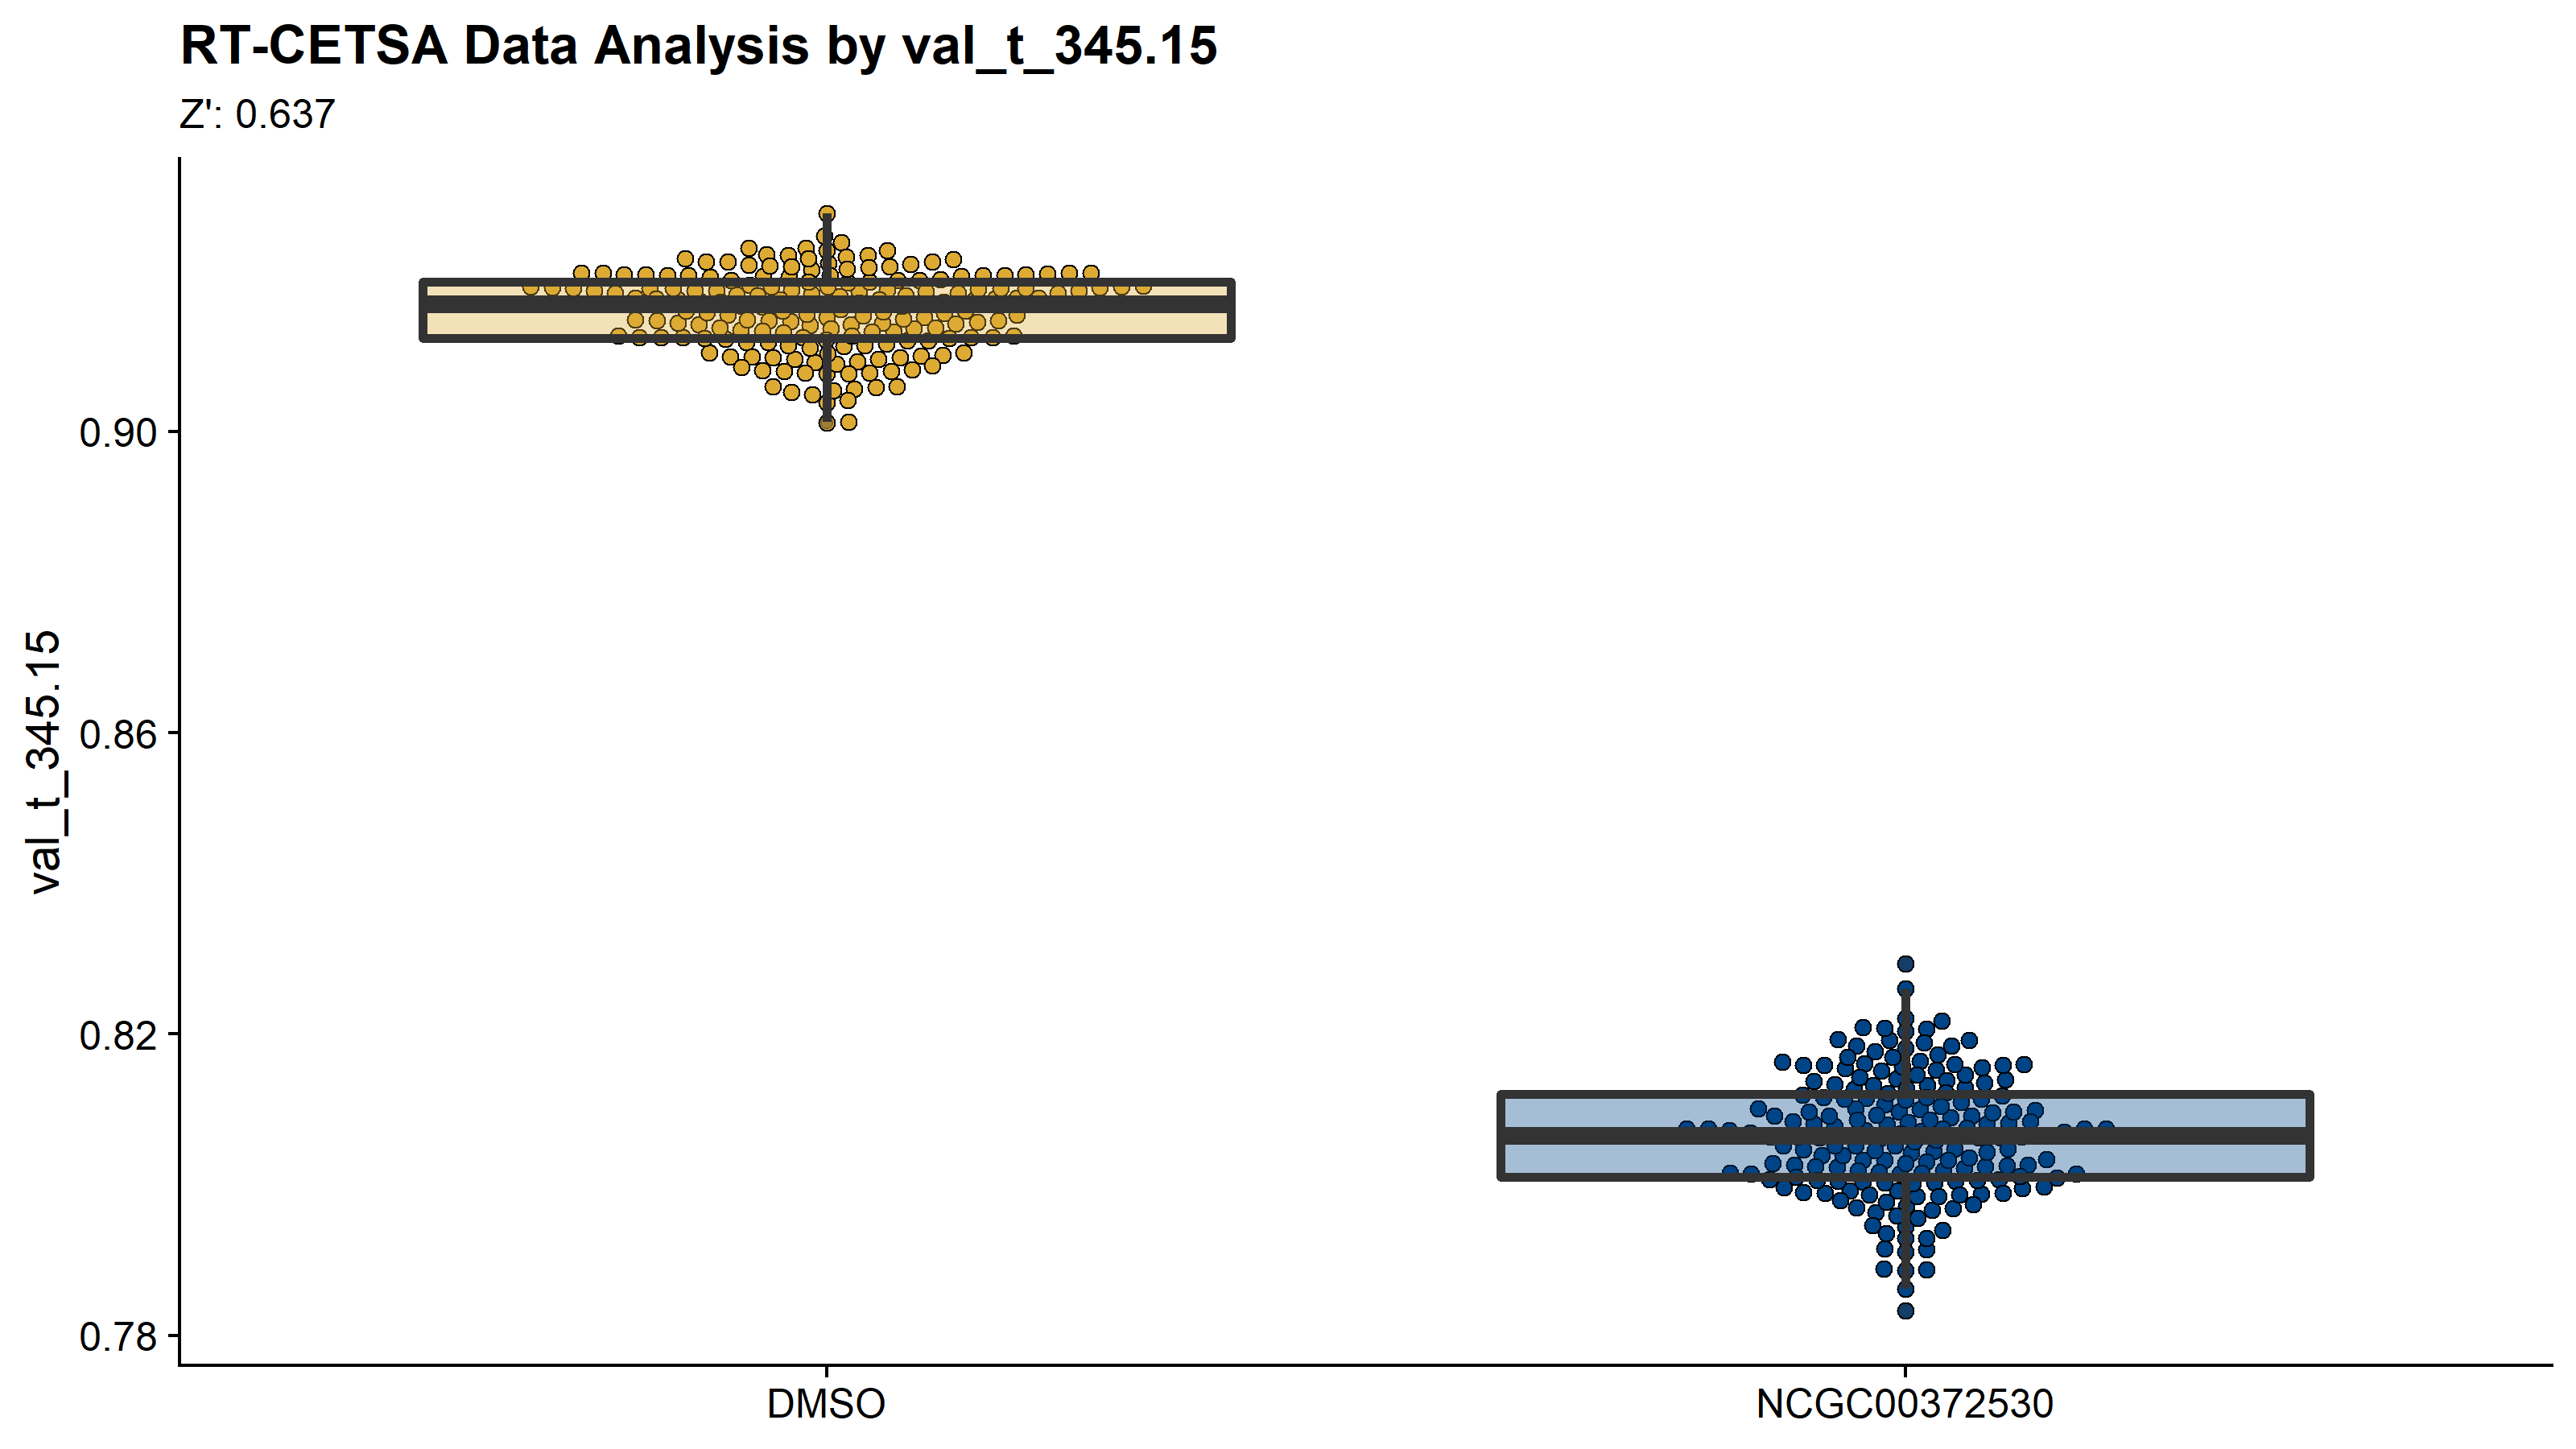 RT-CETSA Data Analysis by val_t_345.15
Z': 0.637
val_t_345.15
0.90
0.86
0.82
0.78
DMSO
NCGC00372530